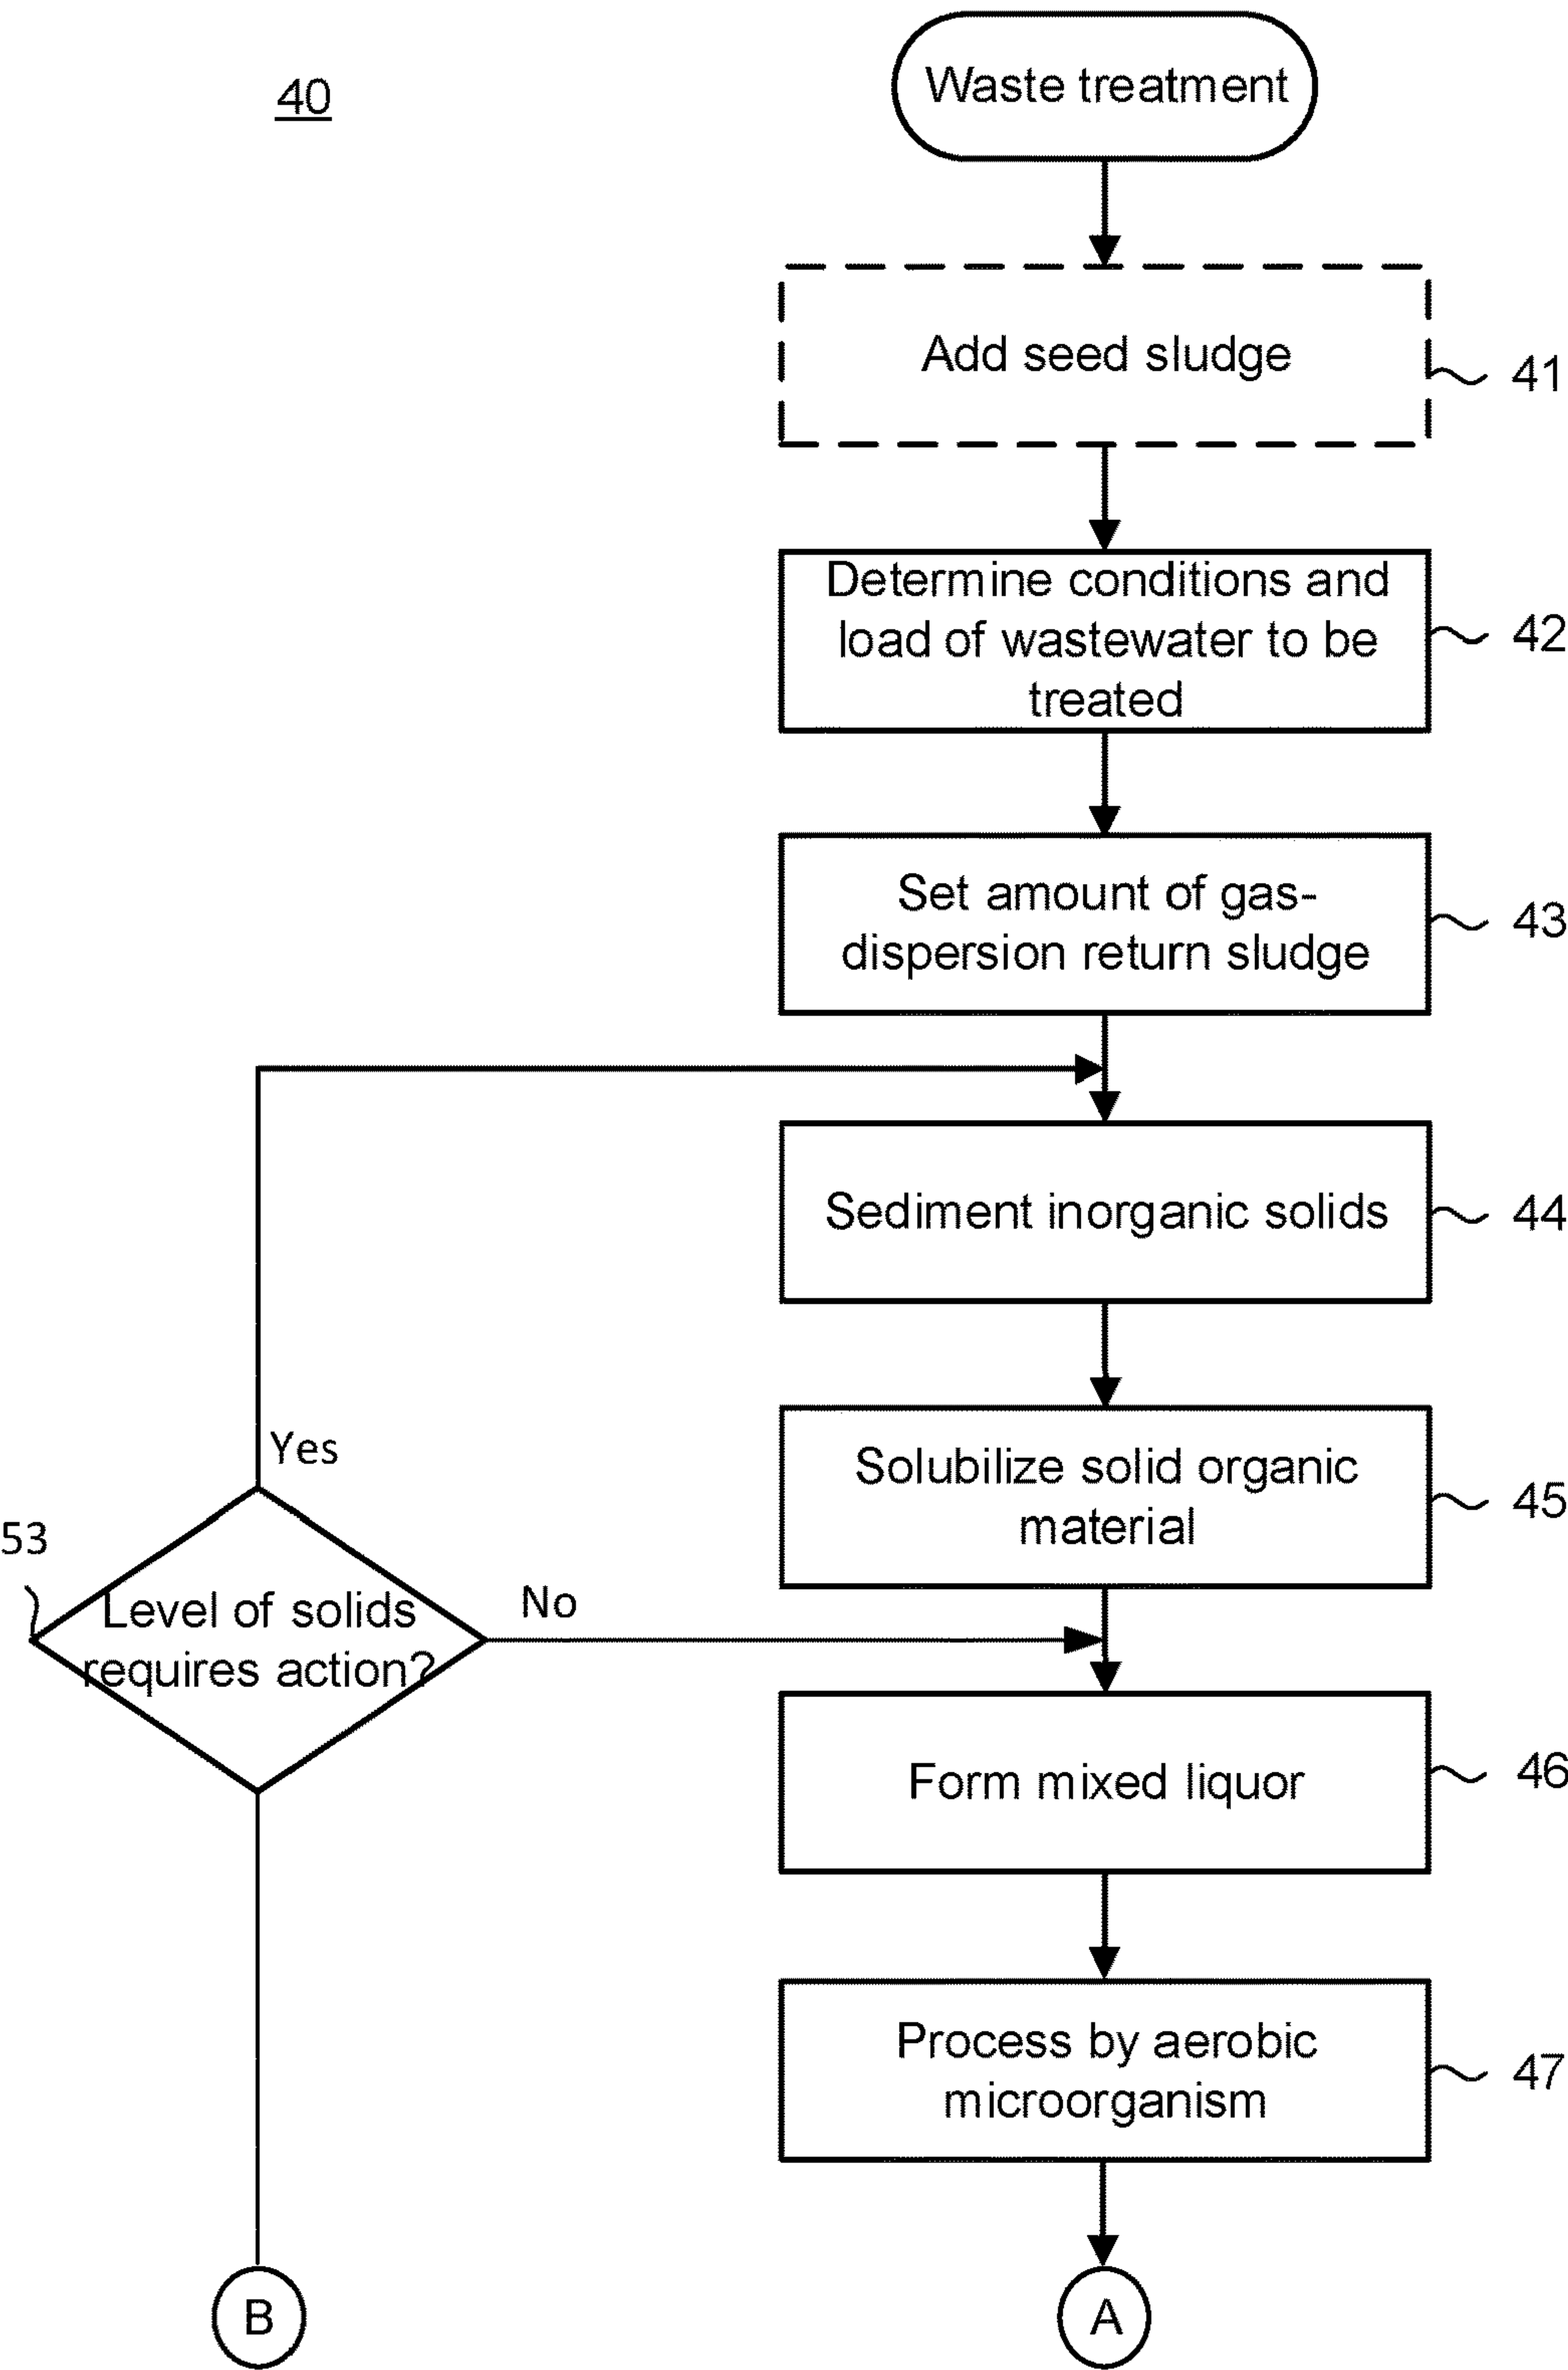 40
Waste treatment
Add seed sludge
41
Determine conditions and
load of wastewater to be
treated
42
Set amount of gas-
dispersion return sludge
43
Sediment inorganic solids
44
Yes
Solubilize solid organic
material
45
53
Level of solids
requires action?
No
Form mixed liquor
46
Process by aerobic
microorganism
47
B
A